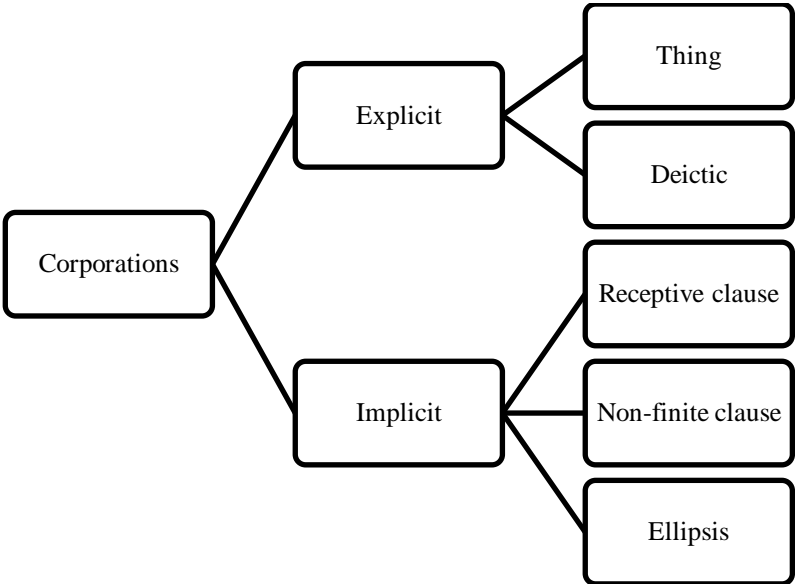 Corporations
Explicit
Thing
Deictic
Implicit
Receptive clause
Non-finite clause
Ellipsis